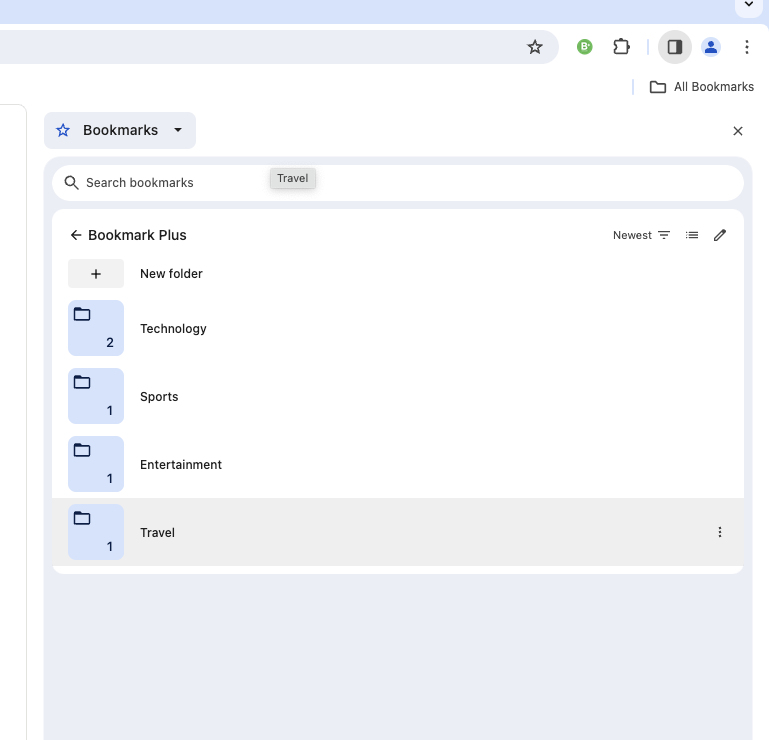 B+
All Bookmarks
Bookmarks
Search bookmarks
Travel
Bookmark Plus
Newest
New folder
2
Technology
1
Sports
1
Entertainment
1
Travel